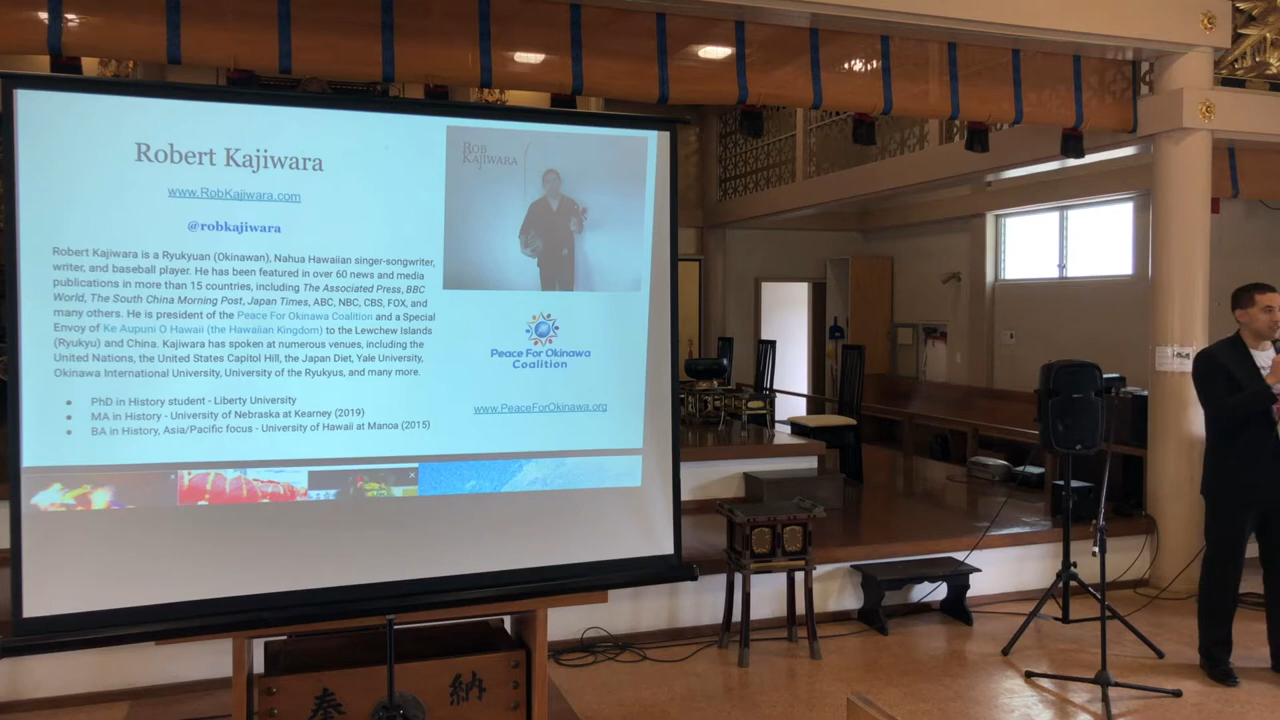 Robert Kajiwara
www.RobKajiwara.com
@robkajiwara
Robert Kajiwara is a Ryukyuan (Okinawan), Nahua Hawaiian singer-songwriter,
writer, and baseball player. He has been featured in over 60 news and media
publications in more than 15 countries, including The Associated Press, BBC
World, The South China Morning Post, Japan Times, ABC, NBC, CBS, FOX, and
many others. He is president of the Peace For Okinawa Coalition and a Special
Envoy of Ke Aupuni O Hawaii (the Hawaiian Kingdom) to the Lewchew Islands
(Ryukyu) and China. Kajiwara has spoken at numerous venues, including the
United Nations, the United States Capitol Hill, the Japan Diet, Yale University,
Okinawa International University, University of the Ryukyus, and many more.
• PhD in History student - Liberty University
• MA in History - University of Nebraska at Kearney (2019)
• BA in History, Asia/Pacific focus - University of Hawaii at Manoa (2015)
ROB
KAJIWARA
Peace For Okinawa
Coalition
www.PeaceForOkinawa.org
奉 納